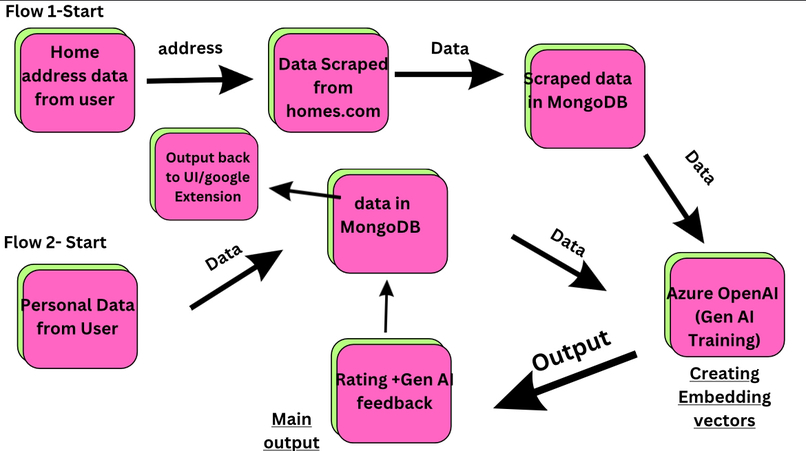 Flow 1-Start
Home
address data
from user
address
Data Scraped
from
homes.com
Data
Scraped data
in MongoDB
Data
Output back
to UI/google
Extension
data in
MongoDB
Flow 2- Start
Data
Personal Data
from User
Data
Azure OpenAI
(Gen AI
Training)
Creating
Embedding
vectors
Output
Rating +Gen AI
feedback
Main
output